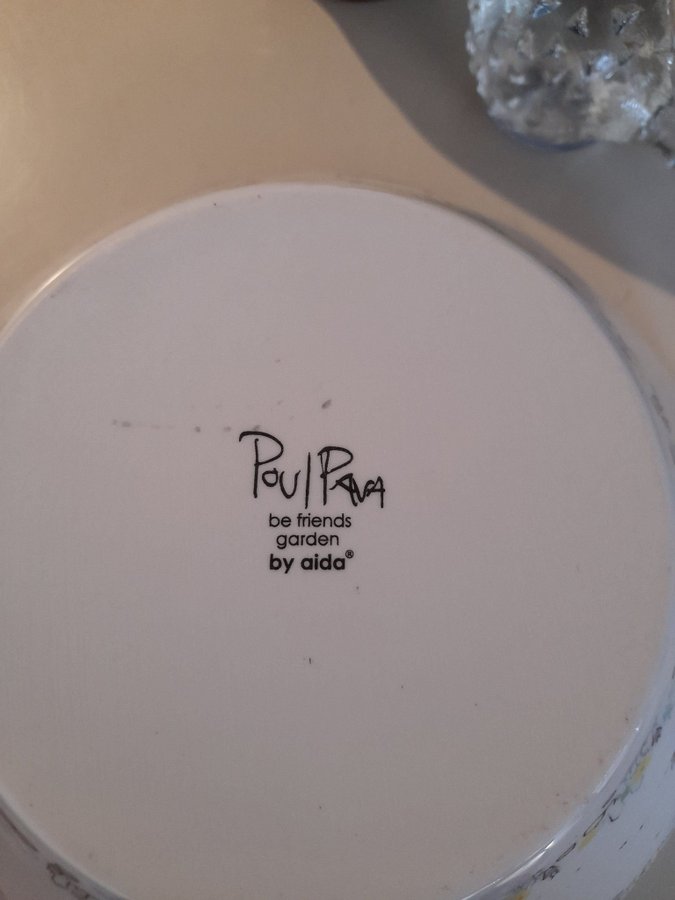 Poul Pava
be friends
garden
by aida®